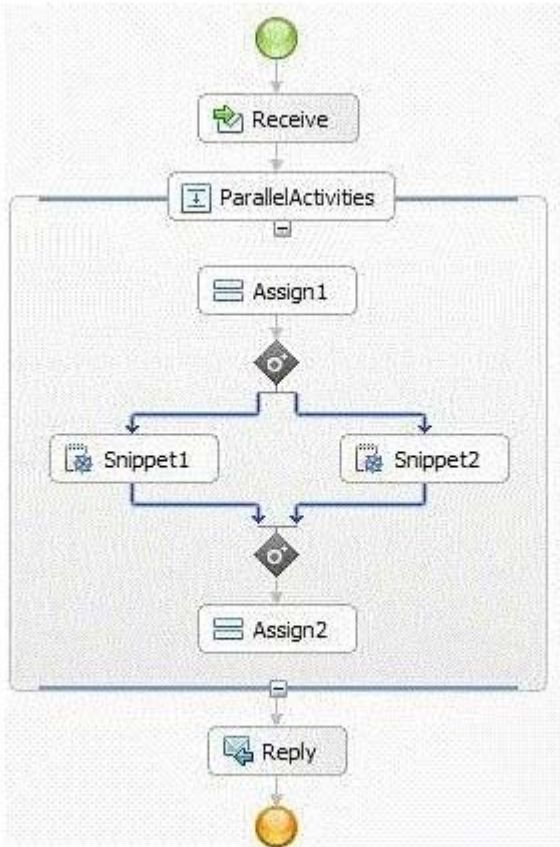 Receive
ParallelActivities
Assign1
Snippet1
Snippet2
Assign2
Reply